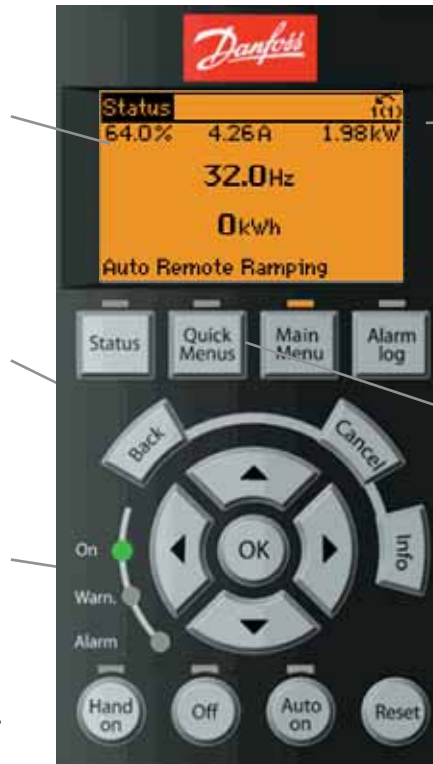 Danfoss
Status 1(1)
64.0% 4.26A 1.98kW
32.0Hz
0kWh
Auto Remote Ramping
Status Quick Menus Main Menu Alarm log
Back Cancel
OK
Info
On
Warn.
Alarm
Hand on Off Auto on Reset